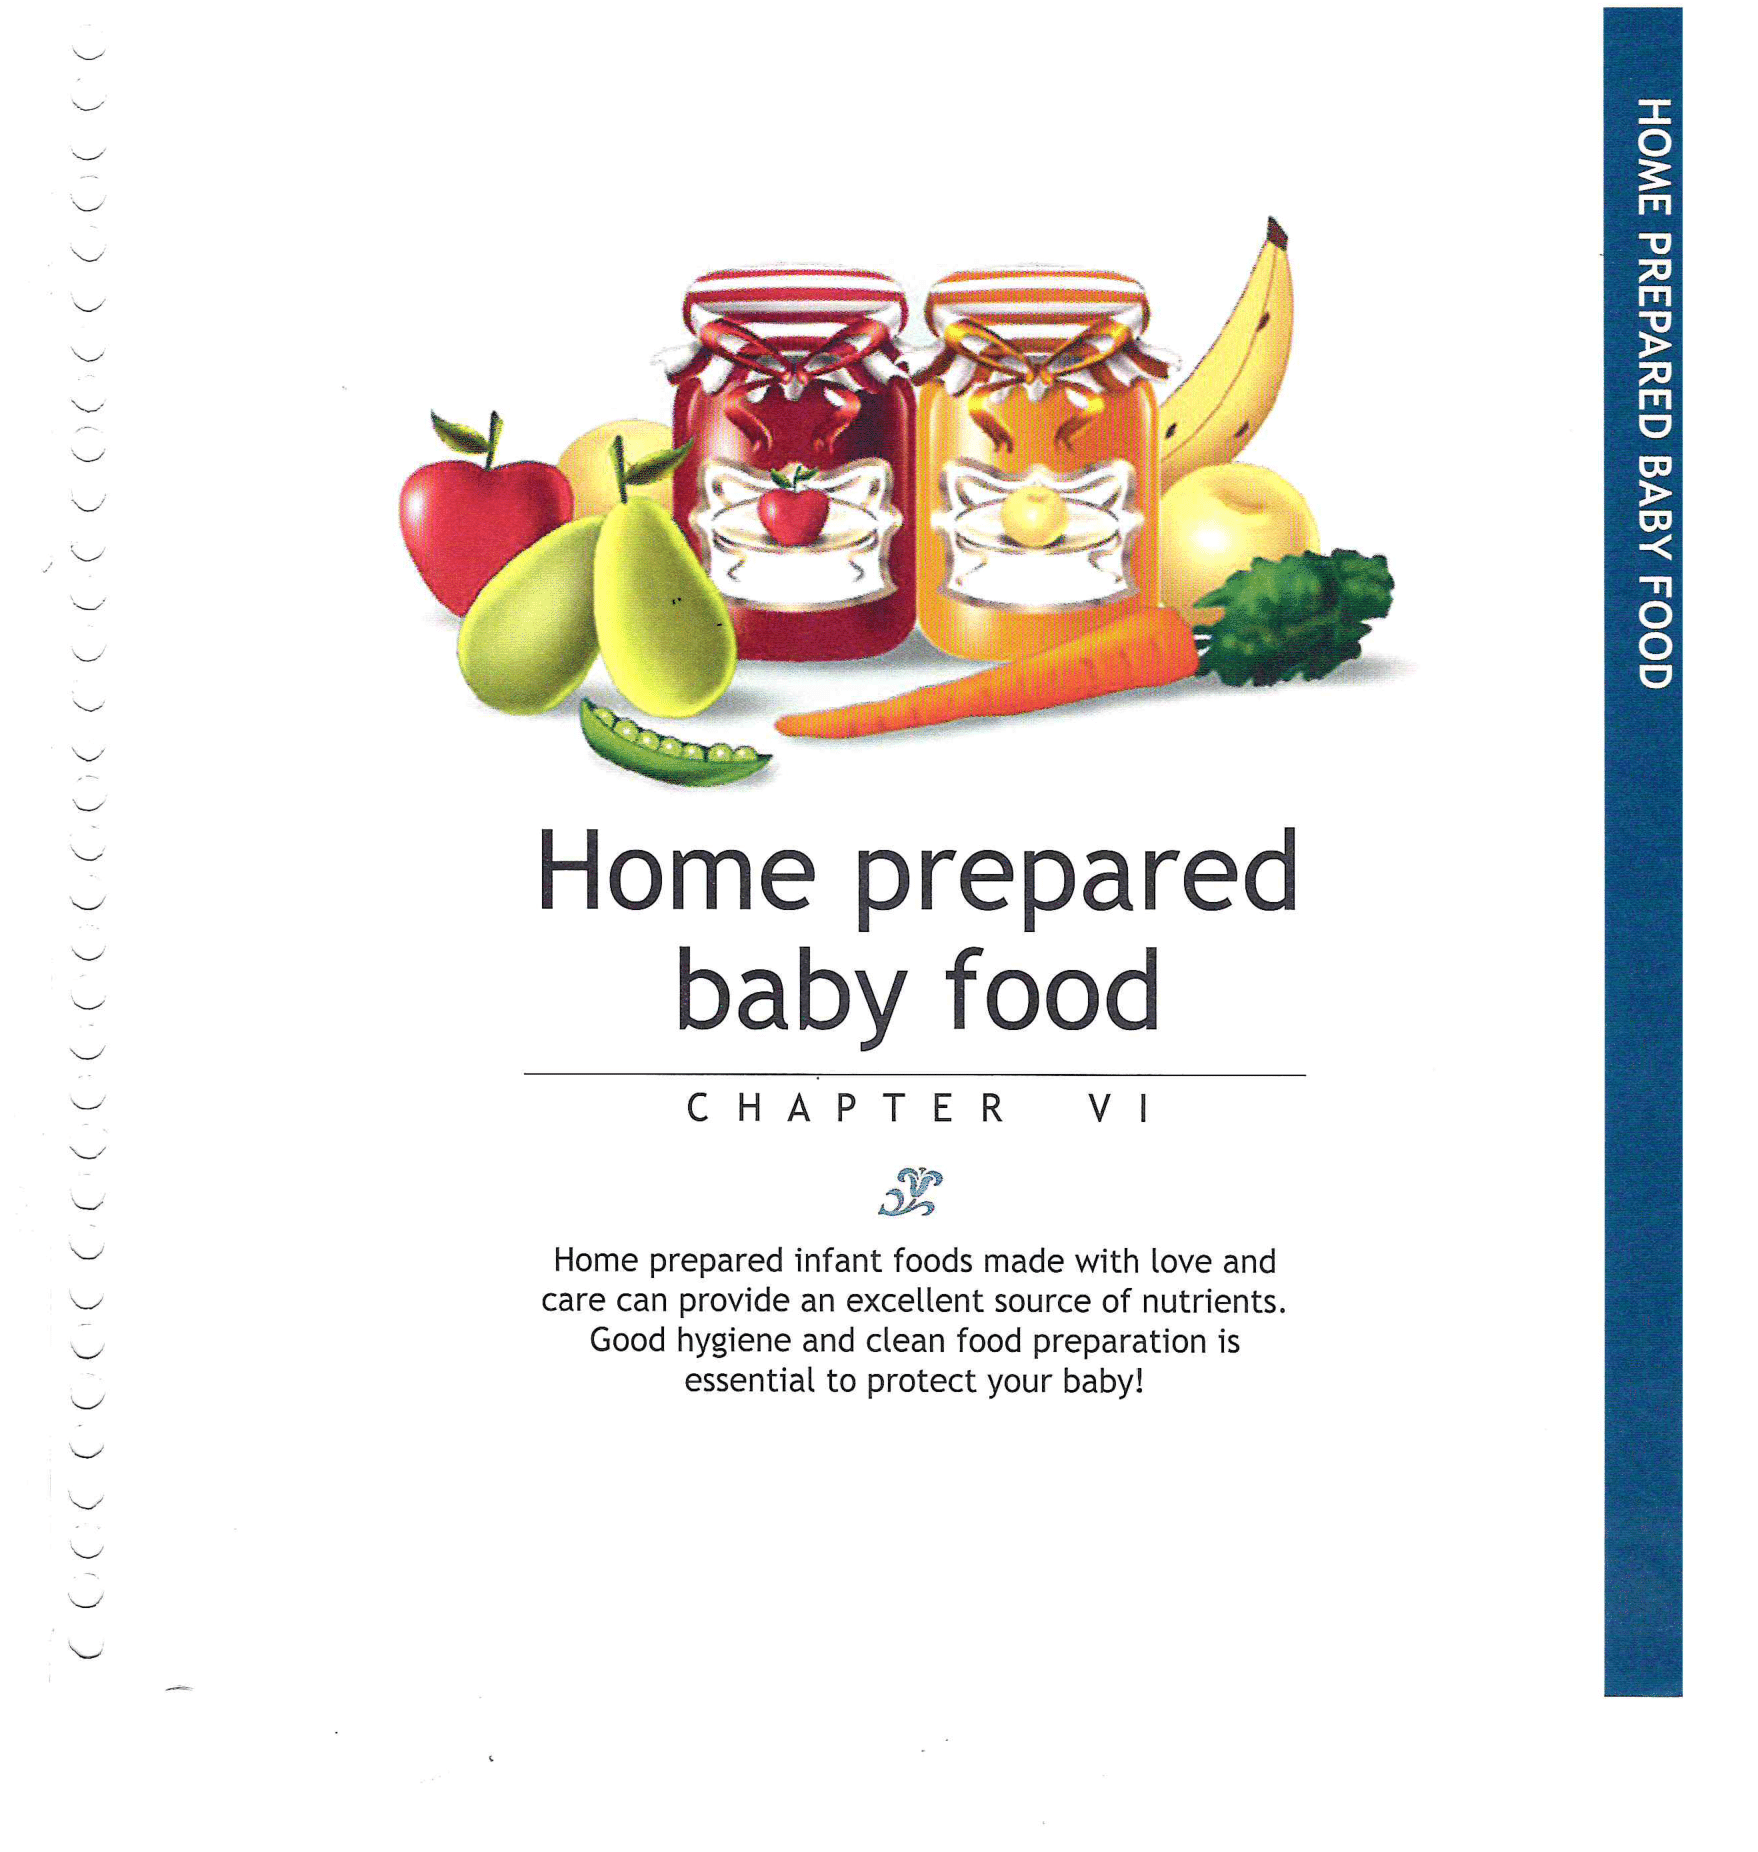 HOME PREPARED BABY FOOD
Home prepared
baby food
CHAPTER VI
Home prepared infant foods made with love and
care can provide an excellent source of nutrients.
Good hygiene and clean food preparation is
essential to protect your baby!